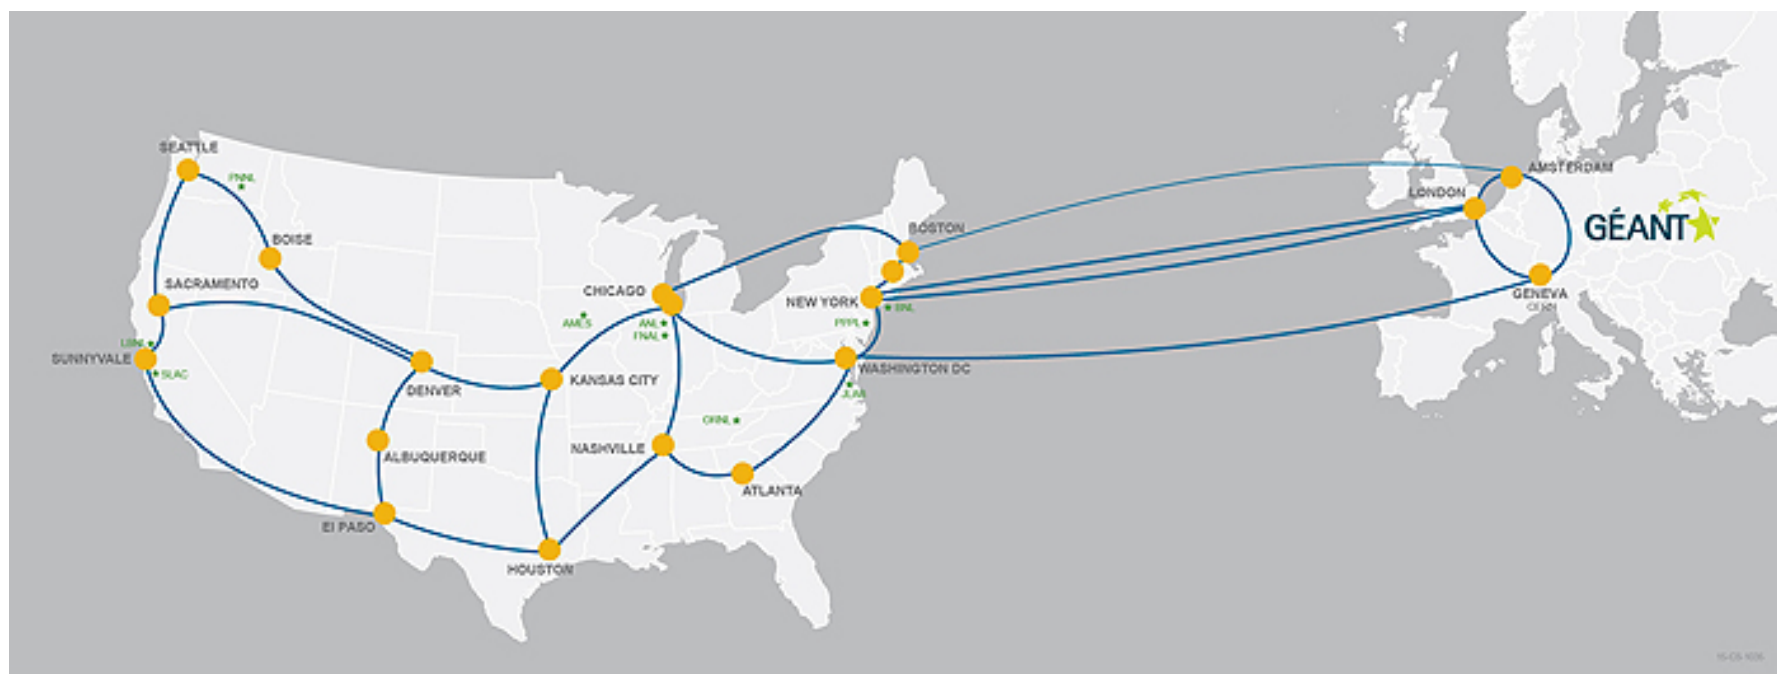 SEATTLE
PNNL
BOISE
SACRAMENTO
LBNL
SUNNYVALE
SLAC
DENVER
ALBUQUERQUE
El PASO
HOUSTON
KANSAS CITY
CHICAGO
AMES
ANL
FNAL
NASHVILLE
ORNL
ATLANTA
BOSTON
NEW YORK
BNL
PPPL
WASHINGTON DC
JLAB
AMSTERDAM
LONDON
GÉANT
GENEVA
CERN